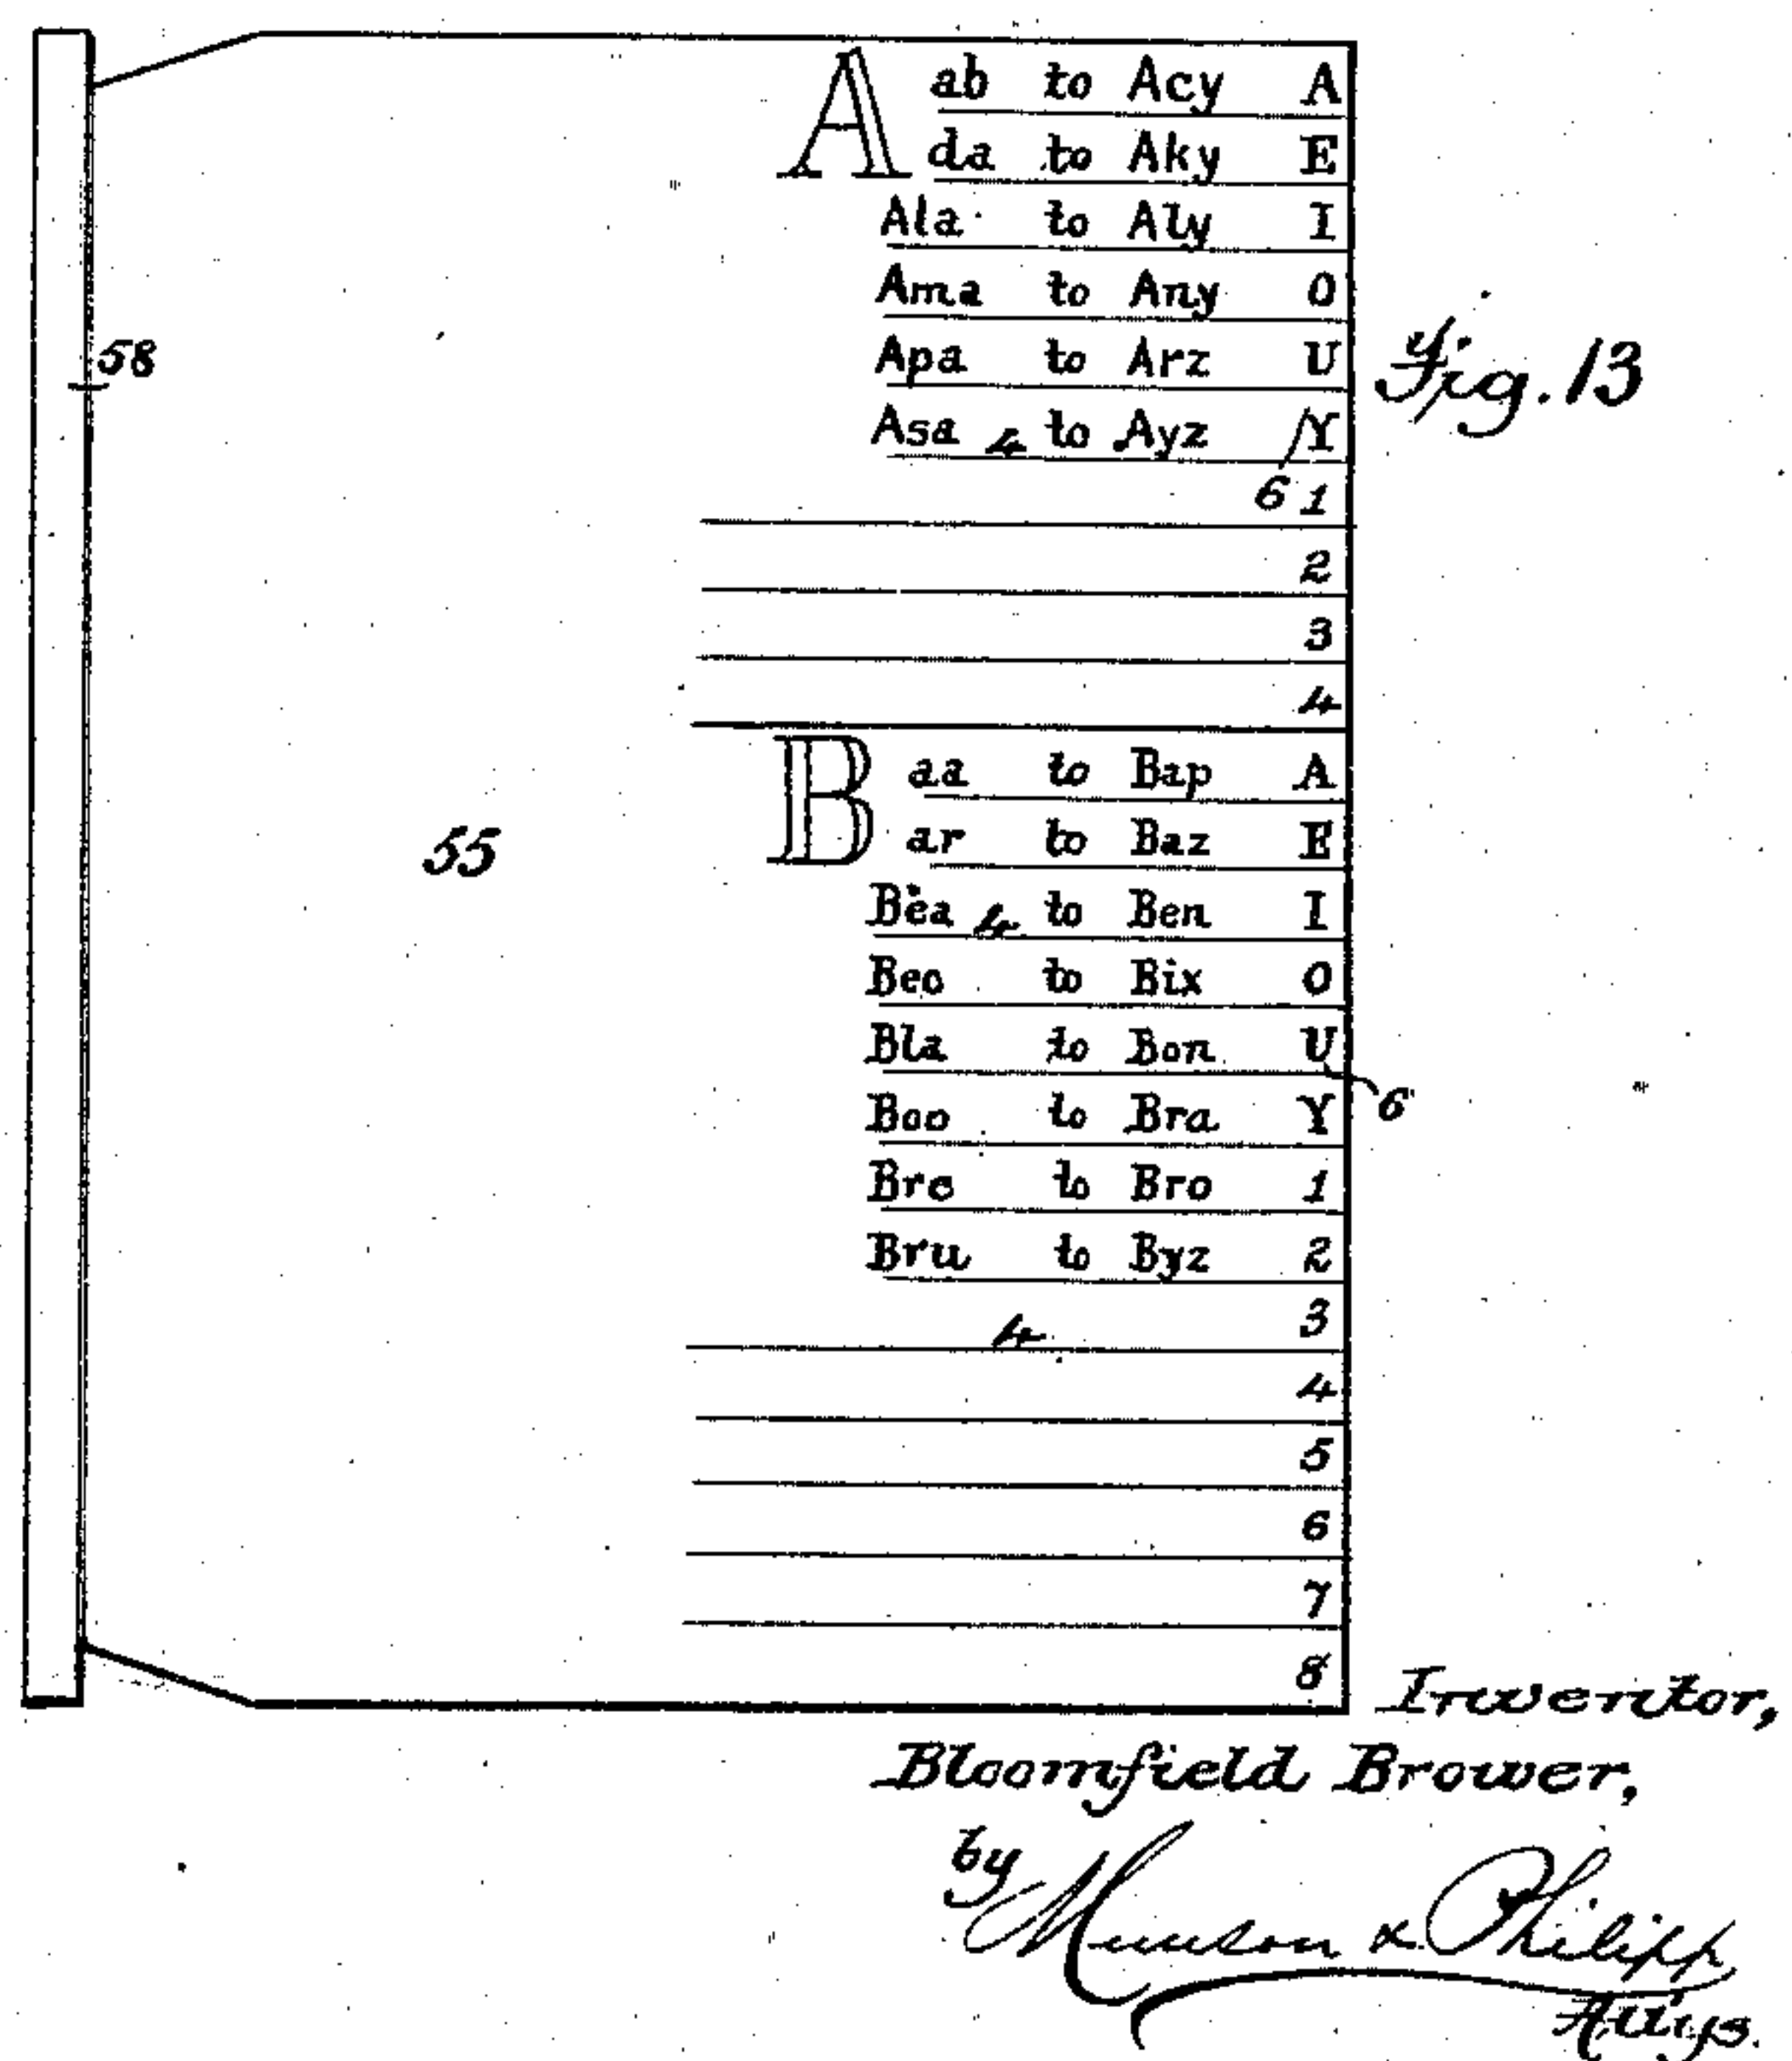 A ab to Acy A
da to Aky E
Ala to Aly I
Ama to Any O
Fig. 13
58
Apa to Arz U
Asa 4 to Ayz Y
6 1
2
3
4
B aa to Bap A
55
ar to Baz E
Bea 4 to Ben I
Beo to Bix O
Bla to Bon U
6
Boo to Bra Y
Bre to Bro 1
Bru to Byz 2
4 3
4
5
6
7
8
Inventor,
Bloomfield Brower,
by Munson & Philipp
Attys.